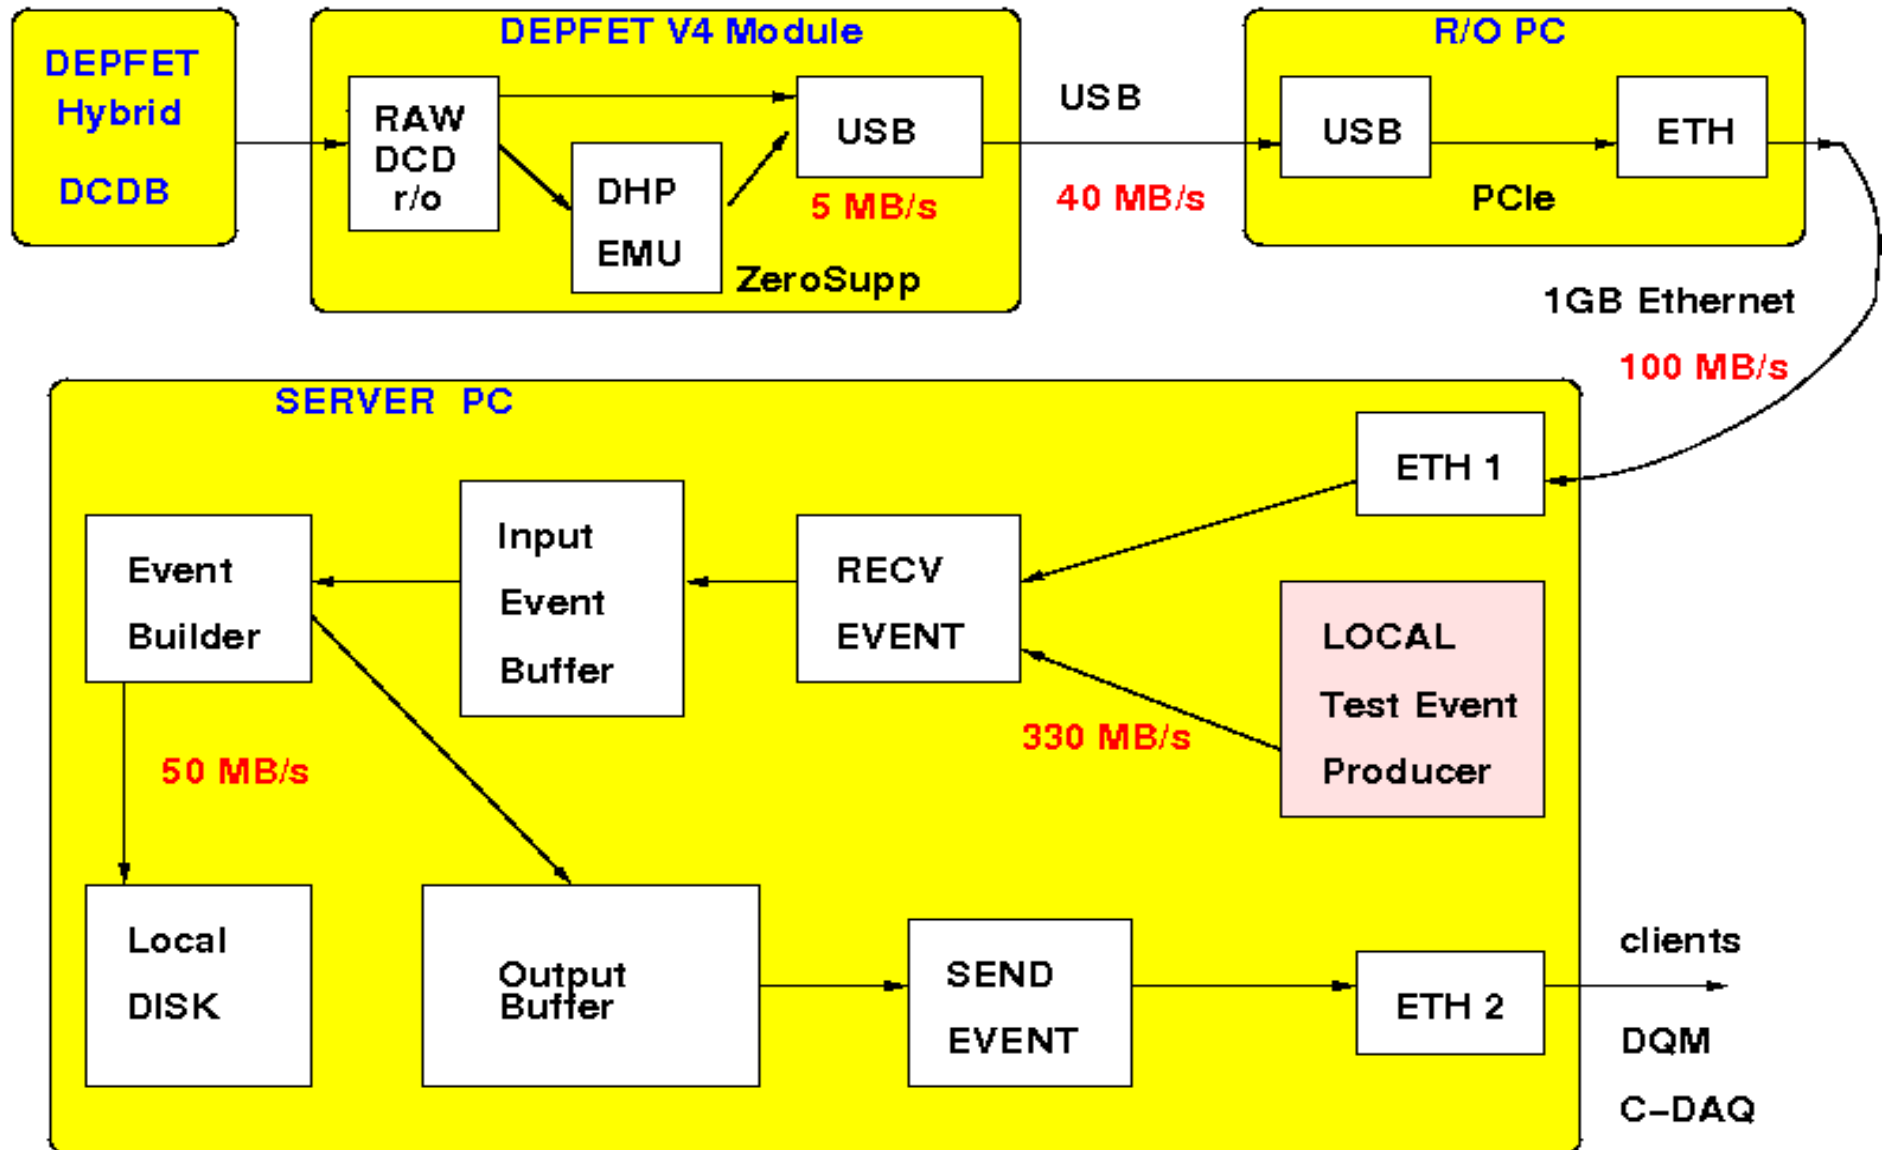 DEPFET
Hybrid
DCDB
DEPFET V4 Module
RAW
DCD
r/o
DHP
EMU
USB
5 MB/s
ZeroSupp
USB
40 MB/s
R/O PC
USB
ETH
PCIe
1GB Ethernet
100 MB/s
SERVER PC
ETH 1
Input
Event
Buffer
RECV
EVENT
Event
Builder
LOCAL
Test Event
Producer
330 MB/s
50 MB/s
Local
DISK
Output
Buffer
SEND
EVENT
ETH 2
clients
DQM
C-DAQ